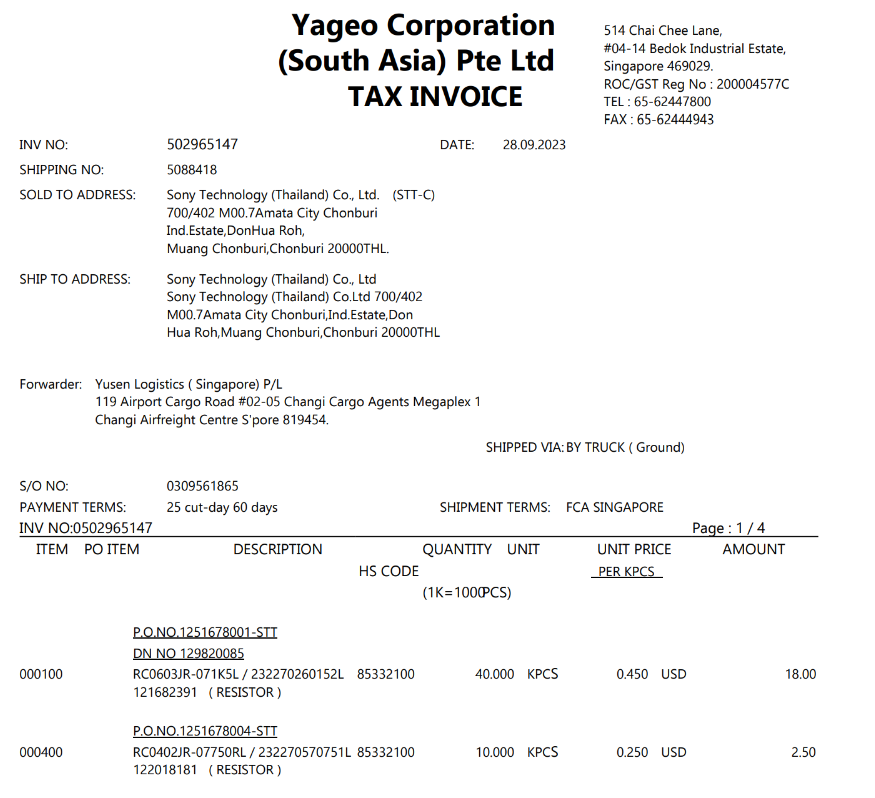 Yageo Corporation
(South Asia) Pte Ltd
TAX INVOICE
514 Chai Chee Lane,
#04-14 Bedok Industrial Estate,
Singapore 469029.
ROC/GST Reg No : 200004577C
TEL : 65-62447800
FAX : 65-62444943
INV NO: 502965147 DATE: 28.09.2023
SHIPPING NO: 5088418
SOLD TO ADDRESS: Sony Technology (Thailand) Co., Ltd. (STT-C)
700/402 M00.7Amata City Chonburi
Ind.Estate,DonHua Roh,
Muang Chonburi,Chonburi 20000THL.
SHIP TO ADDRESS: Sony Technology (Thailand) Co., Ltd
Sony Technology (Thailand) Co.Ltd 700/402
M00.7Amata City Chonburi,Ind.Estate,Don
Hua Roh,Muang Chonburi,Chonburi 20000THL
Forwarder: Yusen Logistics ( Singapore) P/L
119 Airport Cargo Road #02-05 Changi Cargo Agents Megaplex 1
Changi Airfreight Centre S'pore 819454.
SHIPPED VIA: BY TRUCK ( Ground)
S/O NO: 0309561865
PAYMENT TERMS: 25 cut-day 60 days SHIPMENT TERMS: FCA SINGAPORE
INV NO:0502965147 Page : 1 / 4
ITEM PO ITEM DESCRIPTION QUANTITY UNIT UNIT PRICE AMOUNT
HS CODE PER KPCS
(1K=1000PCS)
P.O.NO.1251678001-STT
DN NO 129820085
000100 RC0603JR-071K5L / 232270260152L 85332100 40.000 KPCS 0.450 USD 18.00
121682391 ( RESISTOR )
P.O.NO.1251678004-STT
000400 RC0402JR-07750RL / 232270570751L 85332100 10.000 KPCS 0.250 USD 2.50
122018181 ( RESISTOR )